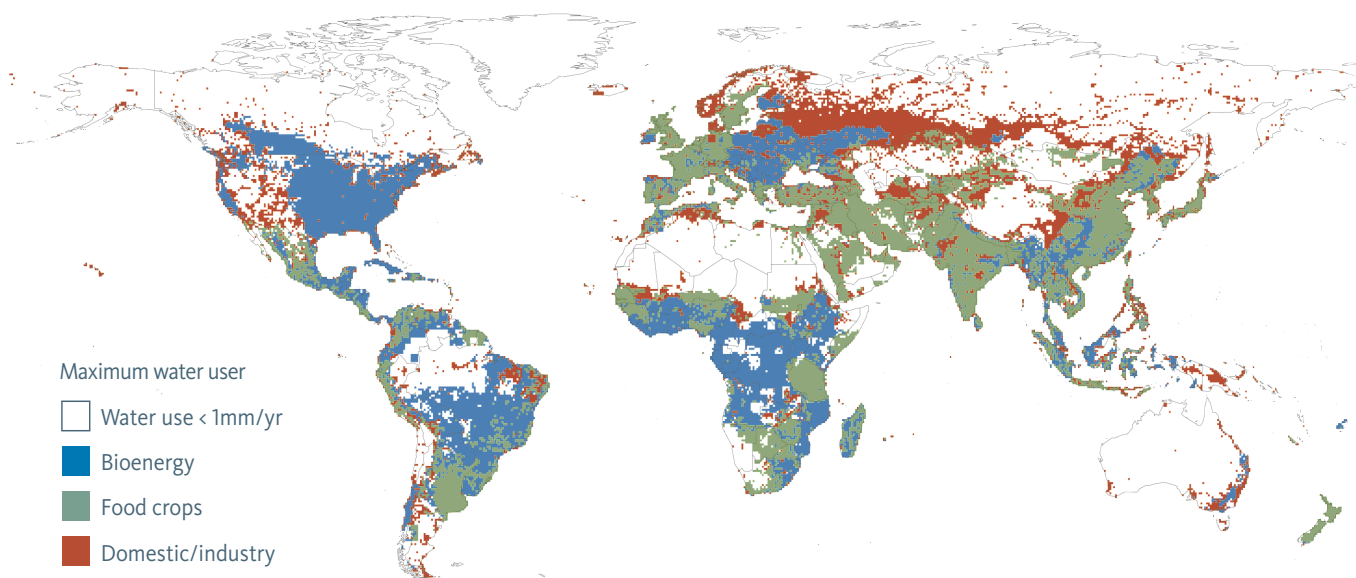 Maximum water user
Water use < 1mm/yr
Bioenergy
Food crops
Domestic/industry